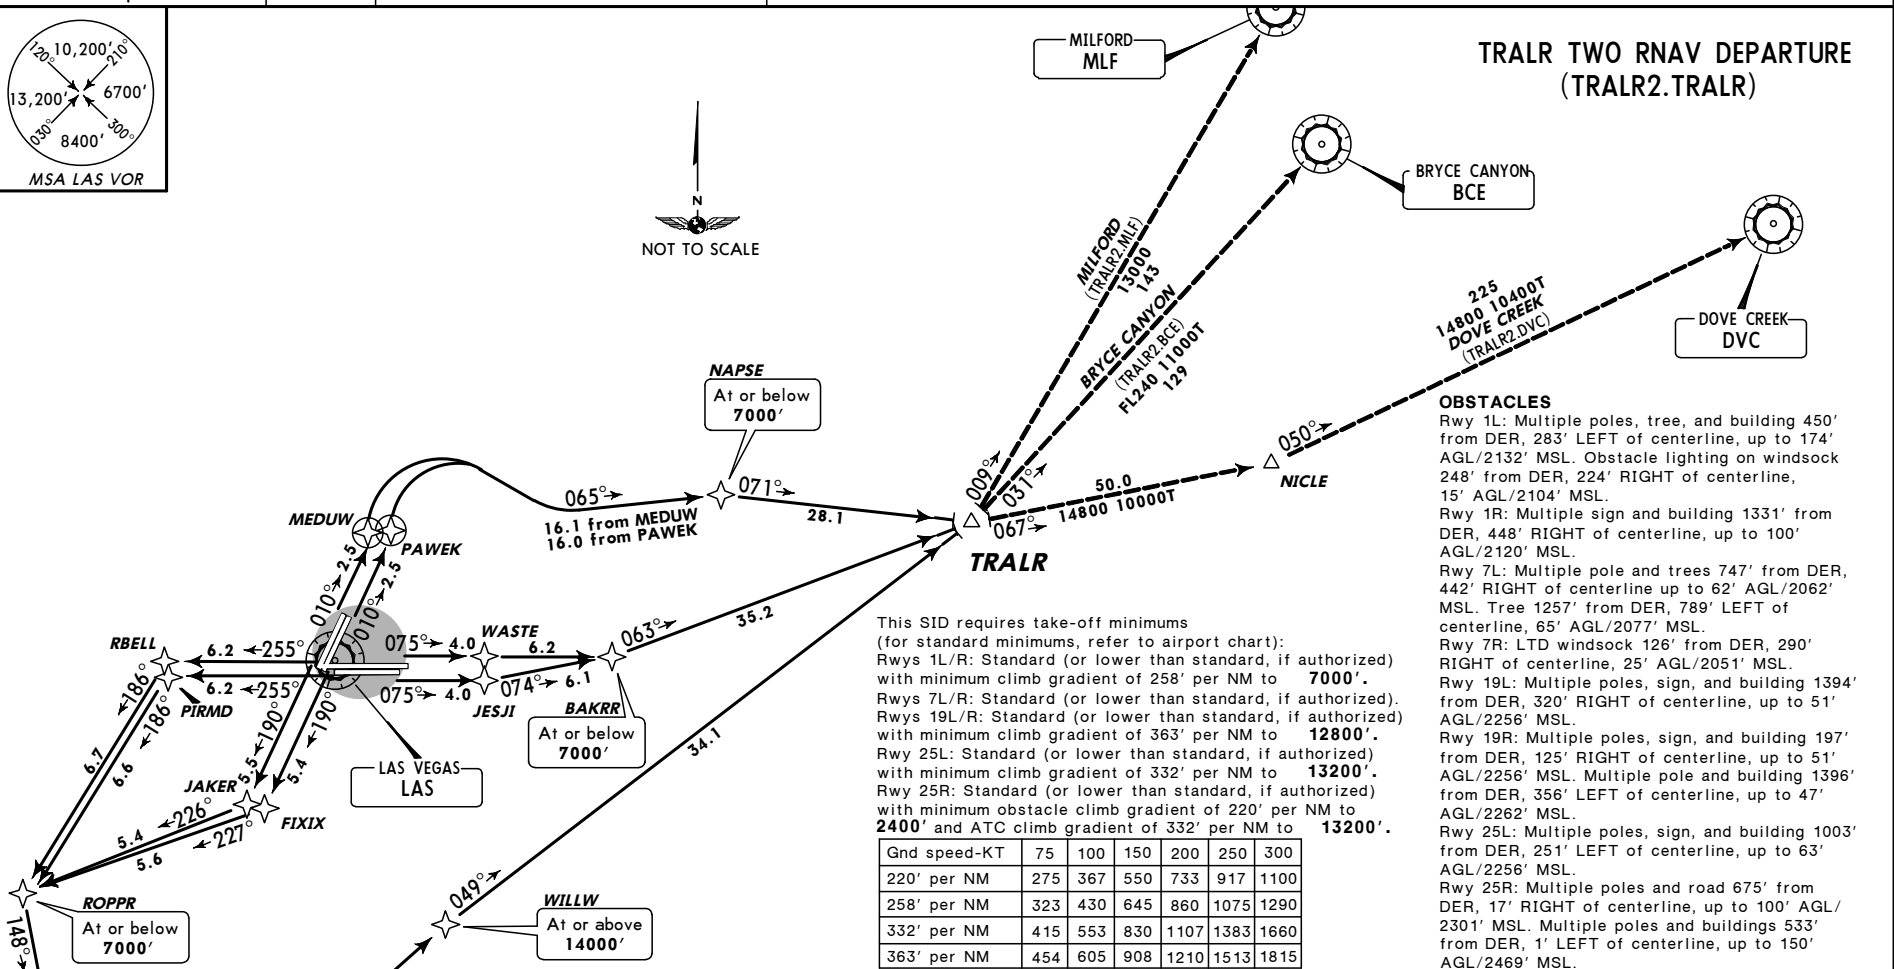 120°
10,200'
210°
13,200'
6700'
030°
8400'
300°
MSA LAS VOR
N
NOT TO SCALE
TRALR TWO RNAV DEPARTURE
(TRALR2.TRALR)
MILFORD
MLF
BRYCE CANYON
BCE
DOVE CREEK
DVC
MILFORD
(TRALR2.MLF)
13000
143
BRYCE CANYON
(TRALR2.BCE)
FL240 11000T
129
225
14800 10400T
DOVE CREEK
(TRALR2.DVC)
NAPSE
At or below
7000'
065°
16.1 from MEDUW
16.0 from PAWEK
071°
28.1
009°
031°
067°
50.0
14800 10000T
050°
NICLE
TRALR
MEDUW
PAWEK
2.5
2.5
010°
010°
RBELL
6.2
255°
6.2
255°
PIRMD
075°
4.0
WASTE
6.2
063°
35.2
075°
4.0
074°
6.1
JESJI
BAKRR
At or below
7000'
186°
186°
190°
190°
6.7
6.6
5.5
5.4
LAS VEGAS
LAS
JAKER
FIXIX
226°
5.4
227°
5.6
34.1
ROPPR
At or below
7000'
148°
049°
WILLW
At or above
14000'
This SID requires take-off minimums
(for standard minimums, refer to airport chart):
Rwys 1L/R: Standard (or lower than standard, if authorized)
with minimum climb gradient of 258' per NM to 7000'.
Rwys 7L/R: Standard (or lower than standard, if authorized).
Rwys 19L/R: Standard (or lower than standard, if authorized)
with minimum climb gradient of 363' per NM to 12800'.
Rwy 25L: Standard (or lower than standard, if authorized)
with minimum climb gradient of 332' per NM to 13200'.
Rwy 25R: Standard (or lower than standard, if authorized)
with minimum obstacle climb gradient of 220' per NM to
2400' and ATC climb gradient of 332' per NM to 13200'.
Gnd speed-KT 75 100 150 200 250 300
220' per NM 275 367 550 733 917 1100
258' per NM 323 430 645 860 1075 1290
332' per NM 415 553 830 1107 1383 1660
363' per NM 454 605 908 1210 1513 1815
OBSTACLES
Rwy 1L: Multiple poles, tree, and building 450'
from DER, 283' LEFT of centerline, up to 174'
AGL/2132' MSL. Obstacle lighting on windsock
248' from DER, 224' RIGHT of centerline,
15' AGL/2104' MSL.
Rwy 1R: Multiple sign and building 1331' from
DER, 448' RIGHT of centerline, up to 100'
AGL/2120' MSL.
Rwy 7L: Multiple pole and trees 747' from DER,
442' RIGHT of centerline up to 62' AGL/2062'
MSL. Tree 1257' from DER, 789' LEFT of
centerline, 65' AGL/2077' MSL.
Rwy 7R: LTD windsock 126' from DER, 290'
RIGHT of centerline, 25' AGL/2051' MSL.
Rwy 19L: Multiple poles, sign, and building 1394'
from DER, 320' RIGHT of centerline, up to 51'
AGL/2256' MSL.
Rwy 19R: Multiple poles, sign, and building 197'
from DER, 125' RIGHT of centerline, up to 51'
AGL/2256' MSL. Multiple pole and building 1396'
from DER, 356' LEFT of centerline, up to 47'
AGL/2262' MSL.
Rwy 25L: Multiple poles, sign, and building 1003'
from DER, 251' LEFT of centerline, up to 63'
AGL/2256' MSL.
Rwy 25R: Multiple poles and road 675' from
DER, 17' RIGHT of centerline, up to 100' AGL/
2301' MSL. Multiple poles and buildings 533'
from DER, 1' LEFT of centerline, up to 150'
AGL/2469' MSL.